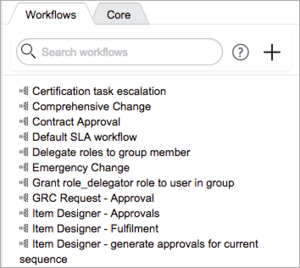 Workflows
Core
Search workflows
?
Certification task escalation
Comprehensive Change
Contract Approval
Default SLA workflow
Delegate roles to group member
Emergency Change
Grant role_delegator role to user in group
GRC Request - Approval
Item Designer - Approvals
Item Designer - Fulfilment
Item Designer - generate approvals for current
sequence